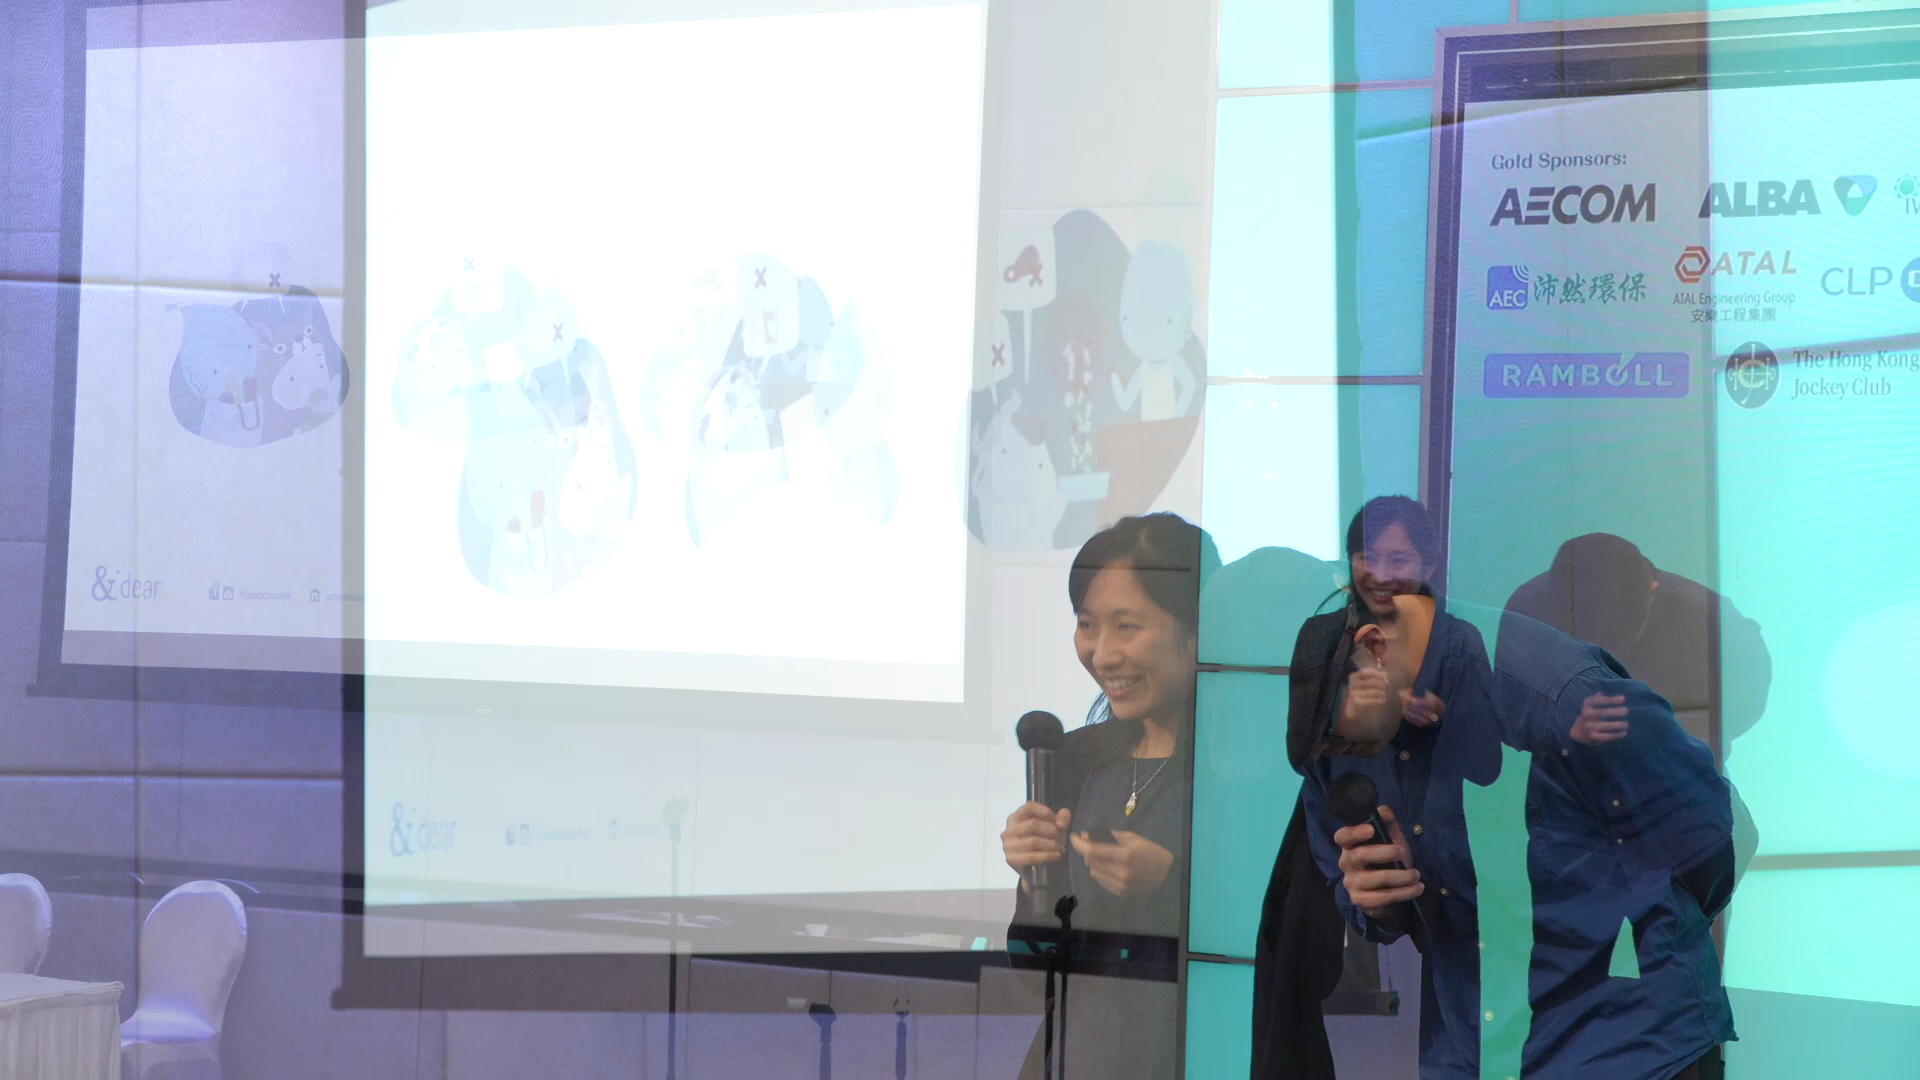 Gold Sponsors:
AECOM
ALBA
IV
AEC 沛然環保
ATAL
ATAL Engineering Group
安樂工程集團
CLP
RAMBOLL
The Hong Kong
Jockey Club
&dear
&dear